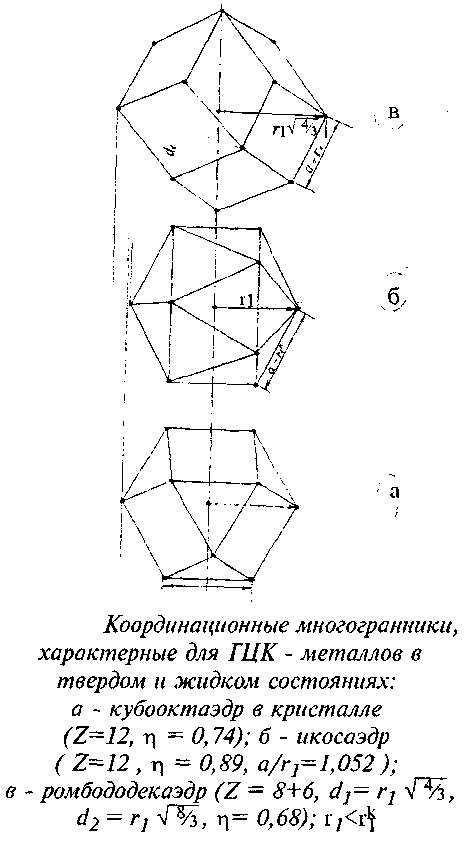 в
r₁√4/3
d₁
б
r1
а
Координационные многогранники,
характерные для ГЦК - металлов в
твердом и жидком состояниях:
а - кубооктаэдр в кристалле
(Z=12, η = 0,74); б - икосаэдр
( Z=12 , η = 0,89, a/r₁=1,052 );
в - ромбододекаэдр (Z = 8+6, d₁= r₁ √4/3,
d₂ = r₁ √8/3, η= 0,68); r₁<r₁ᵏ